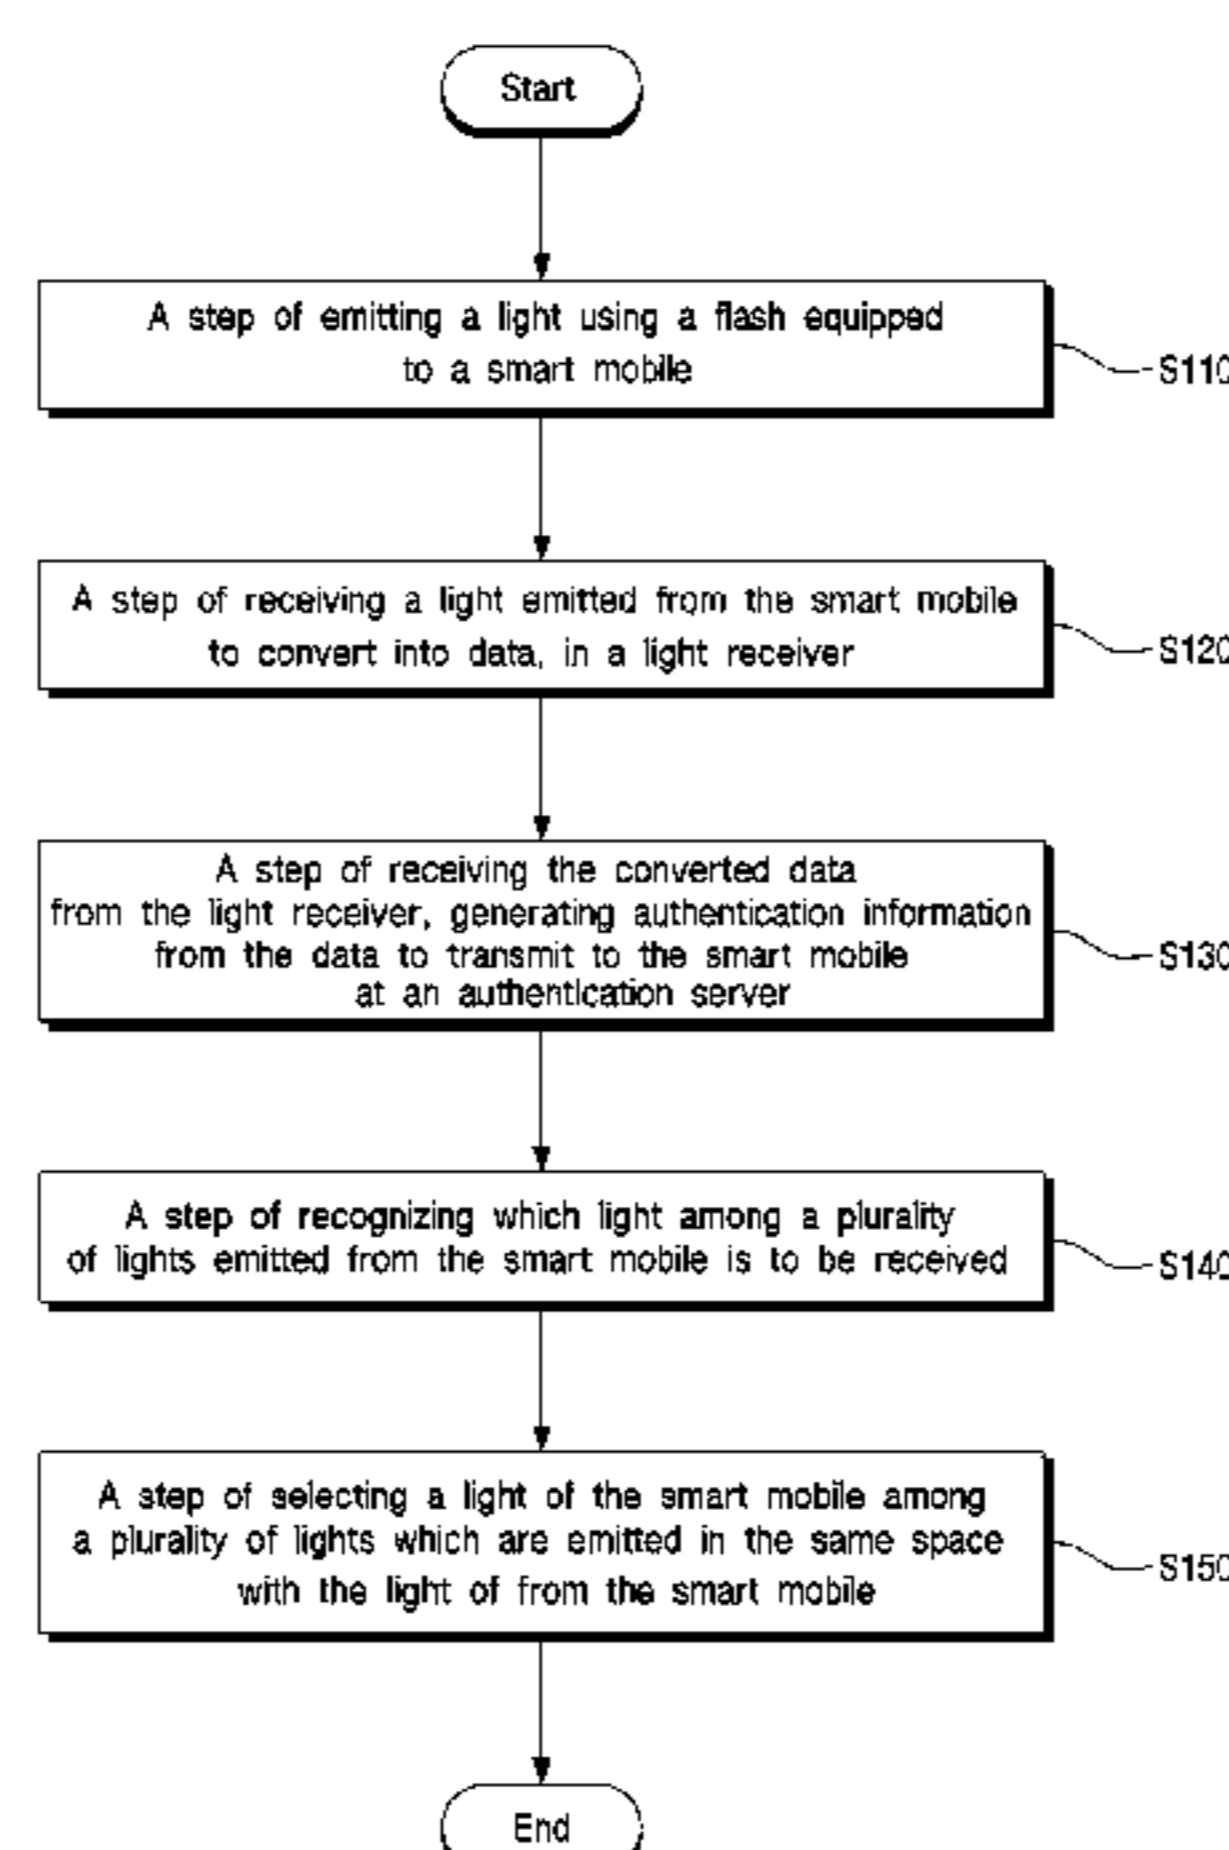 Start
A step of emitting a light using a flash equipped
to a smart mobile
S110
A step of receiving a light emitted from the smart mobile
to convert into data, in a light receiver
S120
A step of receiving the converted data
from the light receiver, generating authentication information
from the data to transmit to the smart mobile
at an authentication server
S130
A step of recognizing which light among a plurality
of lights emitted from the smart mobile is to be received
S140
A step of selecting a light of the smart mobile among
a plurality of lights which are emitted in the same space
with the light of from the smart mobile
S150
End